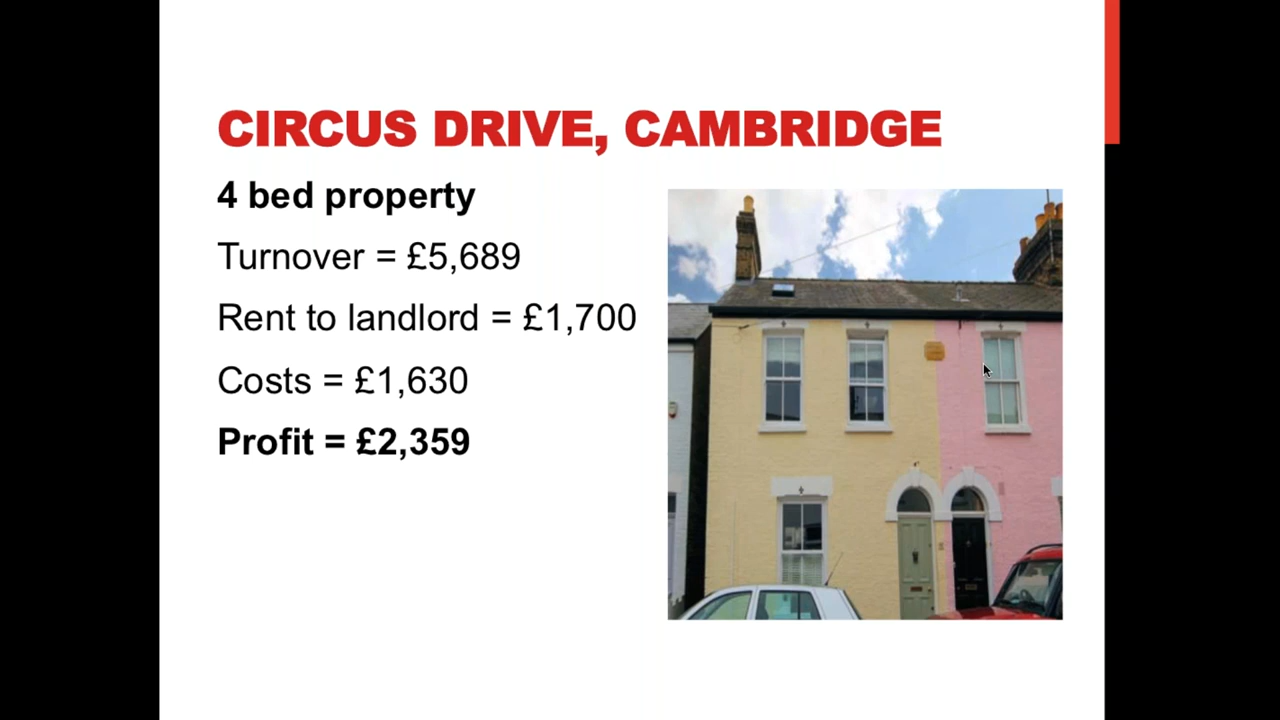 CIRCUS DRIVE, CAMBRIDGE
4 bed property
Turnover = £5,689
Rent to landlord = £1,700
Costs = £1,630
Profit = £2,359